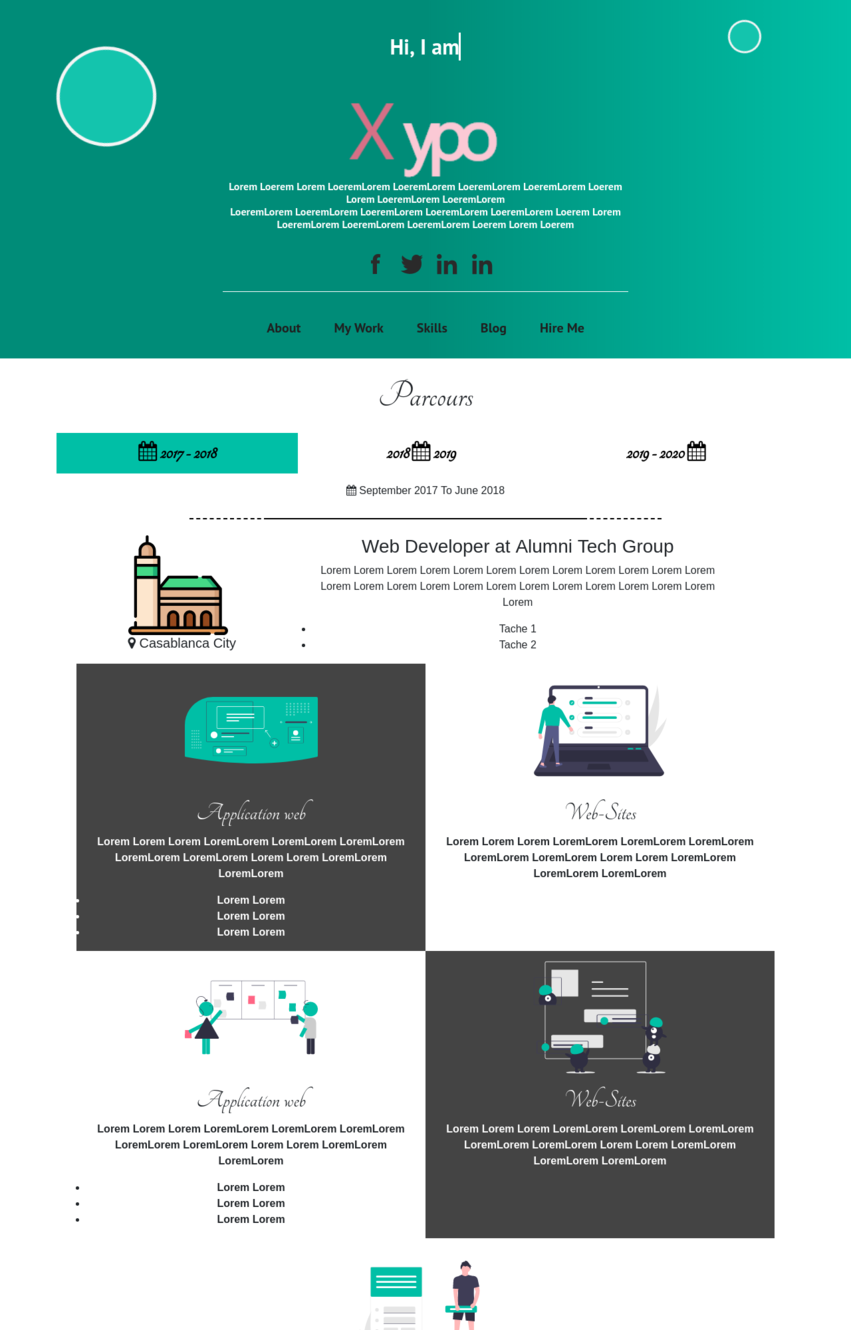 Hi, I am
X ypo
Lorem Loerem Lorem LoeremLorem LoeremLorem LoeremLorem LoeremLorem Loerem
Lorem LoeremLorem LoeremLorem
LoeremLorem LoeremLorem LoeremLorem LoeremLorem LoeremLorem Loerem Lorem
LoeremLorem LoeremLorem LoeremLorem Loerem Lorem Loerem
About My Work Skills Blog Hire Me
Parcours
2017 - 2018 2018 2019 2019 - 2020
September 2017 To June 2018
Web Developer at Alumni Tech Group
Lorem Lorem Lorem Lorem Lorem Lorem Lorem Lorem Lorem Lorem Lorem Lorem
Lorem Lorem Lorem Lorem Lorem Lorem Lorem Lorem Lorem Lorem Lorem Lorem
Lorem
Casablanca City
Tache 1
Tache 2
Application web
Lorem Lorem Lorem LoremLorem LoremLorem LoremLorem
LoremLorem LoremLorem Lorem Lorem LoremLorem
LoremLorem
Lorem Lorem
Lorem Lorem
Lorem Lorem
Web-Sites
Lorem Lorem Lorem LoremLorem LoremLorem LoremLorem
LoremLorem LoremLorem Lorem Lorem LoremLorem
LoremLorem LoremLorem
Application web
Lorem Lorem Lorem LoremLorem LoremLorem LoremLorem
LoremLorem LoremLorem Lorem Lorem LoremLorem
LoremLorem
Lorem Lorem
Lorem Lorem
Lorem Lorem
Web-Sites
Lorem Lorem Lorem LoremLorem LoremLorem LoremLorem
LoremLorem LoremLorem Lorem Lorem LoremLorem
LoremLorem LoremLorem